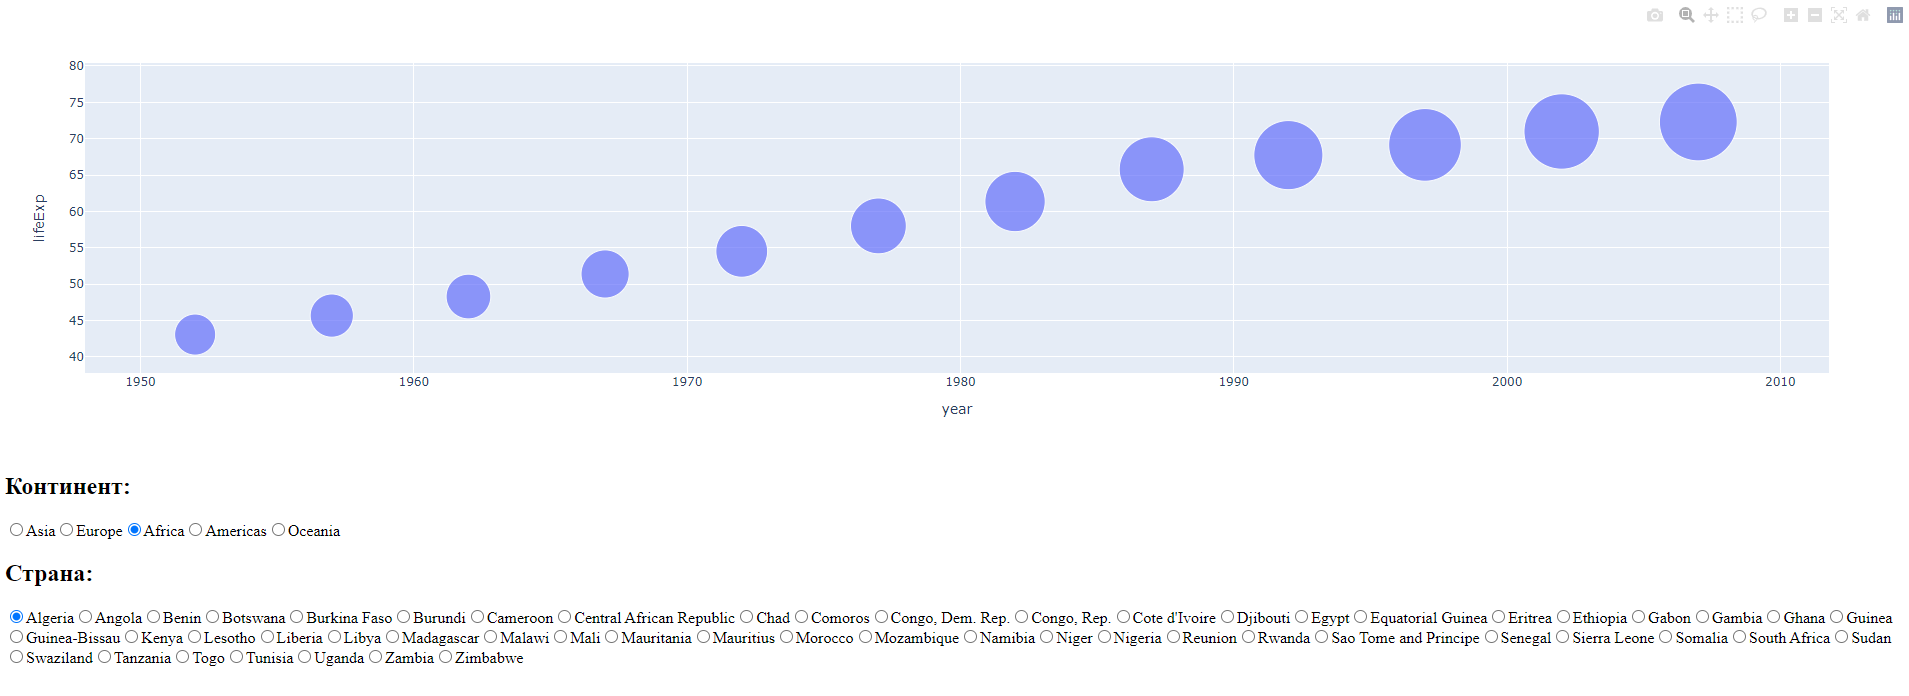 80
75
70
65
60
55
50
45
40
lifeExp
1950 1960 1970 1980 1990 2000 2010
year
Континент:
Asia Europe Africa Americas Oceania
Страна:
Algeria Angola Benin Botswana Burkina Faso Burundi Cameroon Central African Republic Chad Comoros Congo, Dem. Rep. Congo, Rep. Cote d'Ivoire Djibouti Egypt Equatorial Guinea Eritrea Ethiopia Gabon Gambia Ghana Guinea
Guinea-Bissau Kenya Lesotho Liberia Libya Madagascar Malawi Mali Mauritania Mauritius Morocco Mozambique Namibia Niger Nigeria Reunion Rwanda Sao Tome and Principe Senegal Sierra Leone Somalia South Africa Sudan
Swaziland Tanzania Togo Tunisia Uganda Zambia Zimbabwe